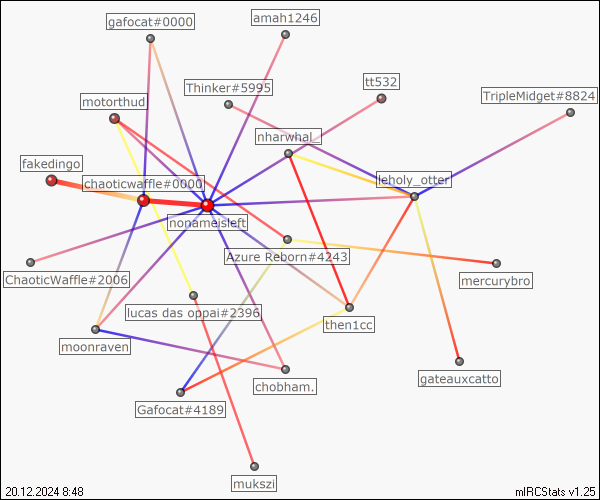 gafocat#0000
amah1246
tt532
Thinker#5995
TripleMidget#8824
motorthud
nharwhal_
fakedingo
chaoticwaffle#0000
leholy_otter
nonameisleft
Azure Reborn#4243
ChaoticWaffle#2006
mercurybro
lucas das oppai#2396
then1cc
moonraven
gateauxcatto
chobham.
Gafocat#4189
mukszi
20.12.2024 8:48
mIRCStats v1.25